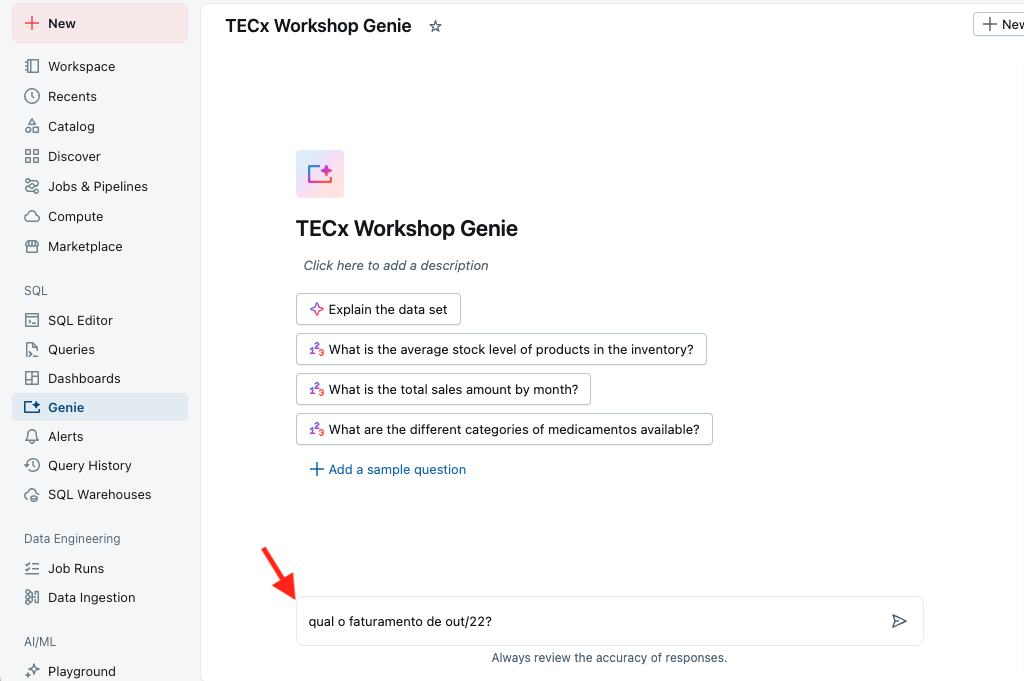 New
Workspace
Recents
Catalog
Discover
Jobs & Pipelines
Compute
Marketplace
SQL
SQL Editor
Queries
Dashboards
Genie
Alerts
Query History
SQL Warehouses
Data Engineering
Job Runs
Data Ingestion
AI/ML
Playground
TECx Workshop Genie
New
TECx Workshop Genie
Click here to add a description
Explain the data set
What is the average stock level of products in the inventory?
What is the total sales amount by month?
What are the different categories of medicamentos available?
Add a sample question
qual o faturamento de out/22?
Always review the accuracy of responses.